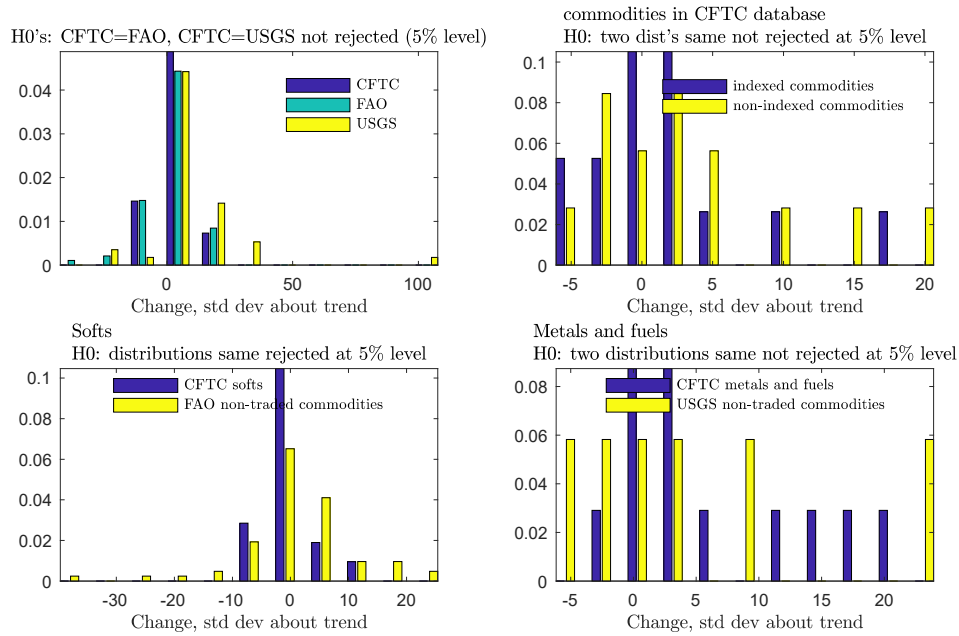 H0's: CFTC=FAO, CFTC=USGS not rejected (5% level)
CFTC
FAO
USGS
0.04
0.03
0.02
0.01
0
0
50
100
Change, std dev about trend
commodities in CFTC database
H0: two dist's same not rejected at 5% level
indexed commodities
non-indexed commodities
0.1
0.08
0.06
0.04
0.02
0
-5
0
5
10
15
20
Change, std dev about trend
Softs
H0: distributions same rejected at 5% level
CFTC softs
FAO non-traded commodities
0.1
0.08
0.06
0.04
0.02
0
-30
-20
-10
0
10
20
Change, std dev about trend
Metals and fuels
H0: two distributions same not rejected at 5% level
CFTC metals and fuels
USGS non-traded commodities
0.08
0.06
0.04
0.02
0
-5
0
5
10
15
20
Change, std dev about trend